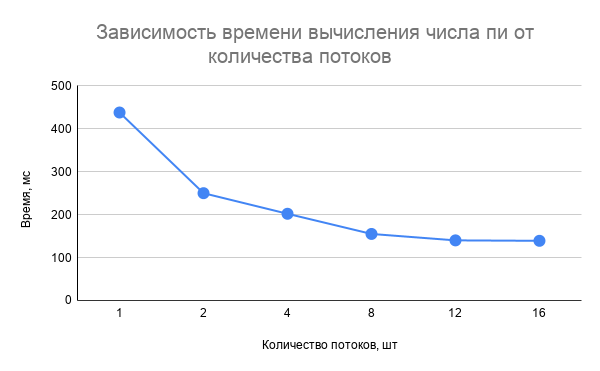 Зависимость времени вычисления числа пи от
количества потоков
500
400
300
200
100
0
Время, мс
1 2 4 8 12 16
Количество потоков, шт